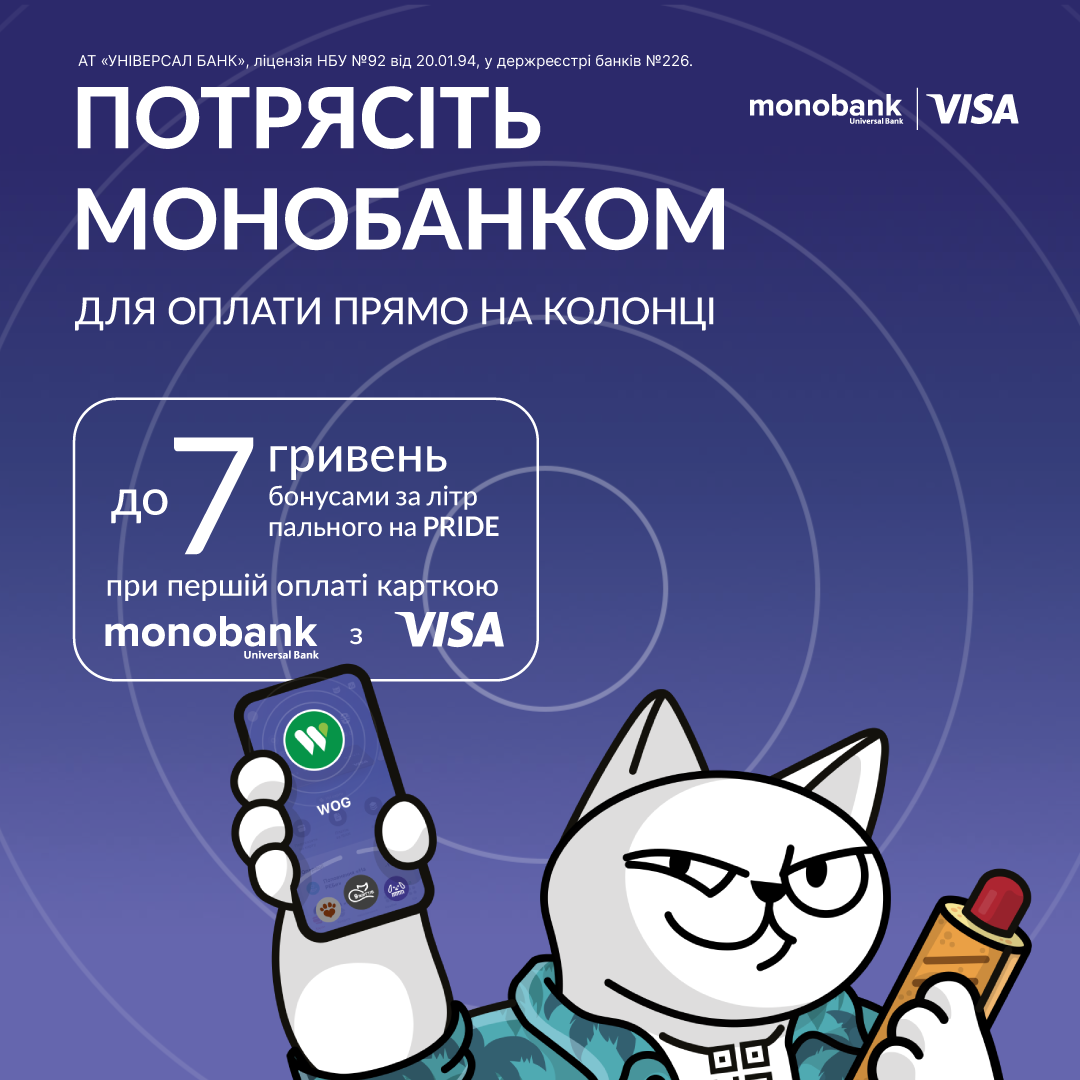 АТ «УНІВЕРСАЛ БАНК», ліцензія НБУ №92 від 20.01.94, у держреєстрі банків №226.
ПОТРЯСІТЬ
МОНОБАНКОМ
monobank | VISA
Universal Bank
ДЛЯ ОПЛАТИ ПРЯМО НА КОЛОНЦІ
до 7 гривень
бонусами за літр
пального на PRIDE
при першій оплаті карткою
monobank з VISA
Universal Bank
WOG